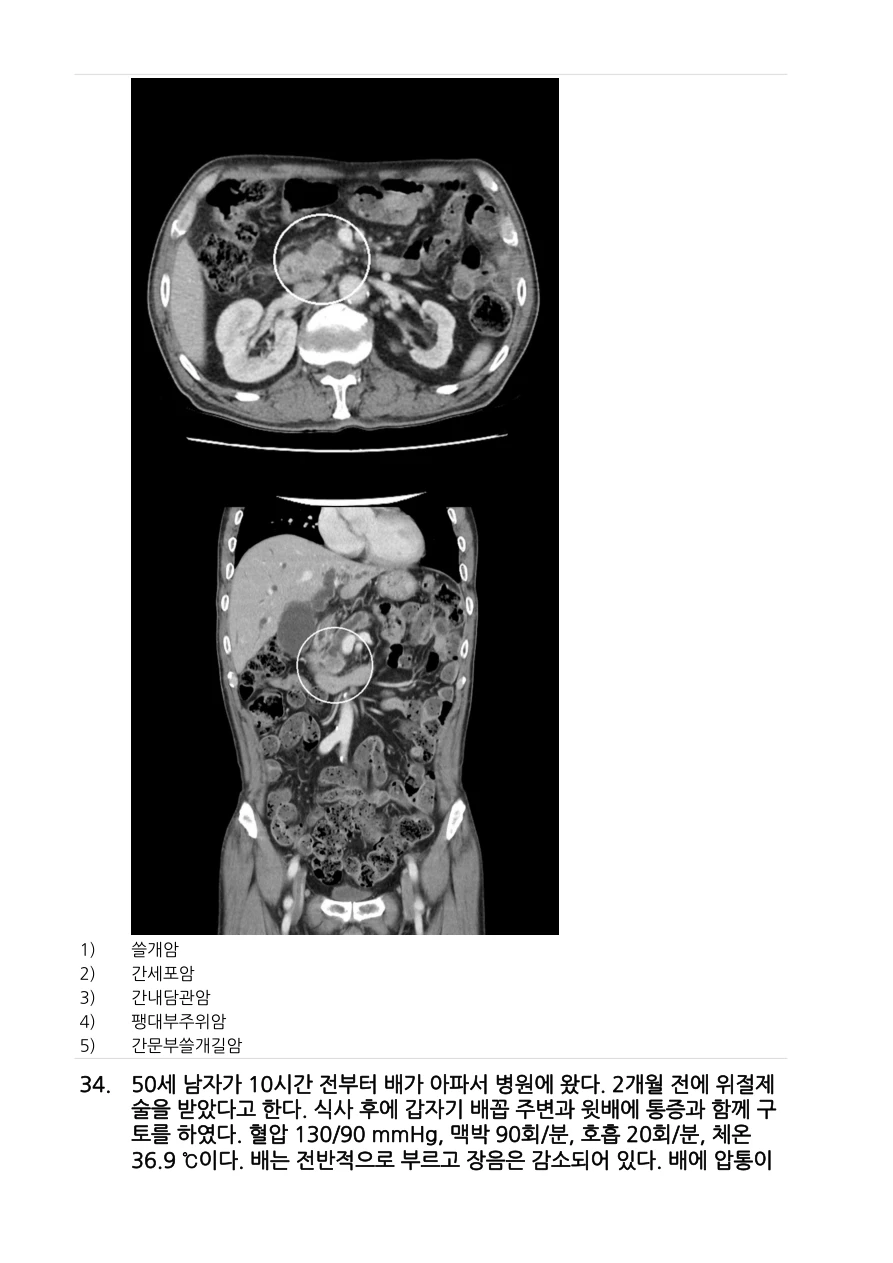 1) 쓸개암
2) 간세포암
3) 간내담관암
4) 팽대부주위암
5) 간문부쓸개길암
34. 50세 남자가 10시간 전부터 배가 아파서 병원에 왔다. 2개월 전에 위절제
술을 받았다고 한다. 식사 후에 갑자기 배꼽 주변과 윗배에 통증과 함께 구
토를 하였다. 혈압 130/90 mmHg, 맥박 90회/분, 호흡 20회/분, 체온
36.9 ℃이다. 배는 전반적으로 부르고 장음은 감소되어 있다. 배에 압통이